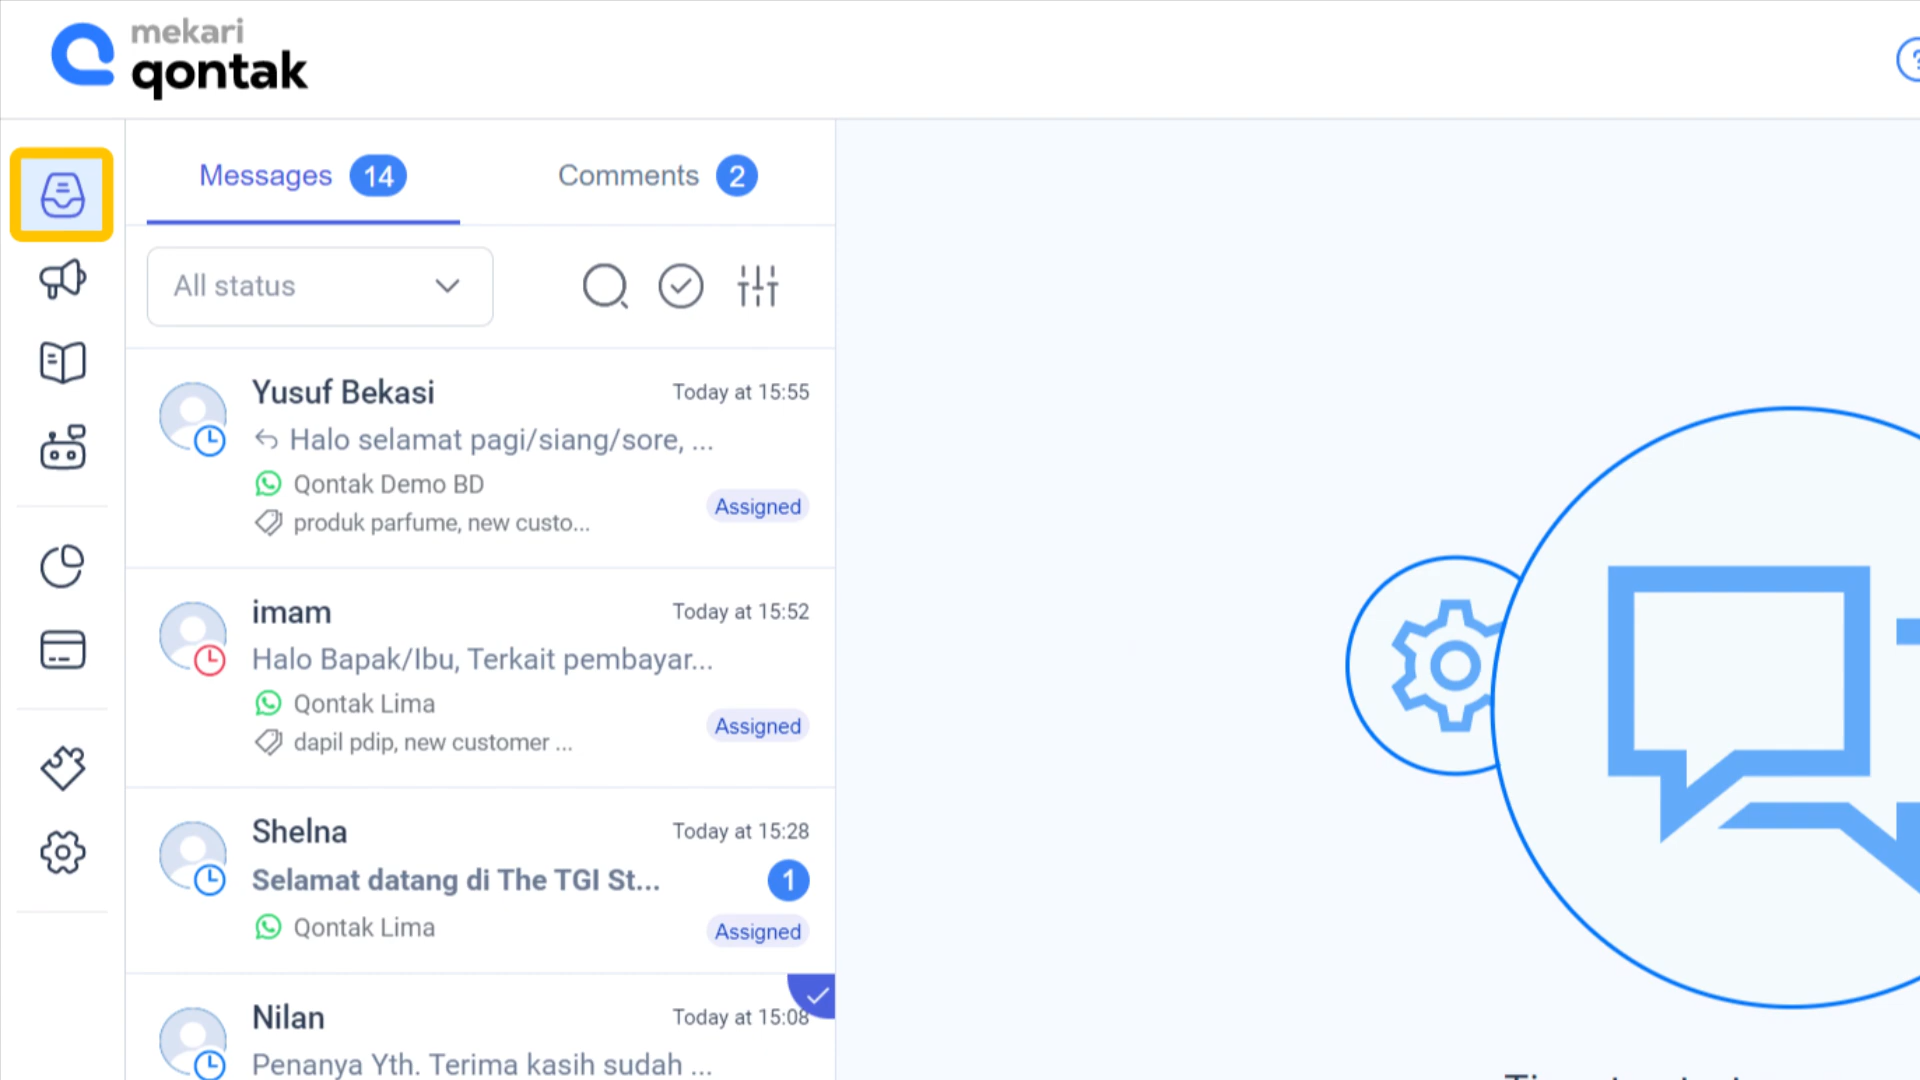 mekari
qontak
Messages 14
Comments 2
All status
Yusuf Bekasi
Today at 15:55
Halo selamat pagi/siang/sore, ...
Qontak Demo BD
Assigned
produk parfume, new custo...
imam
Today at 15:52
Halo Bapak/Ibu, Terkait pembayar...
Qontak Lima
Assigned
dapil pdip, new customer ...
Shelna
Today at 15:28
Selamat datang di The TGI St...
1
Qontak Lima
Assigned
Nilan
Today at 15:08
Penanya Yth. Terima kasih sudah ...